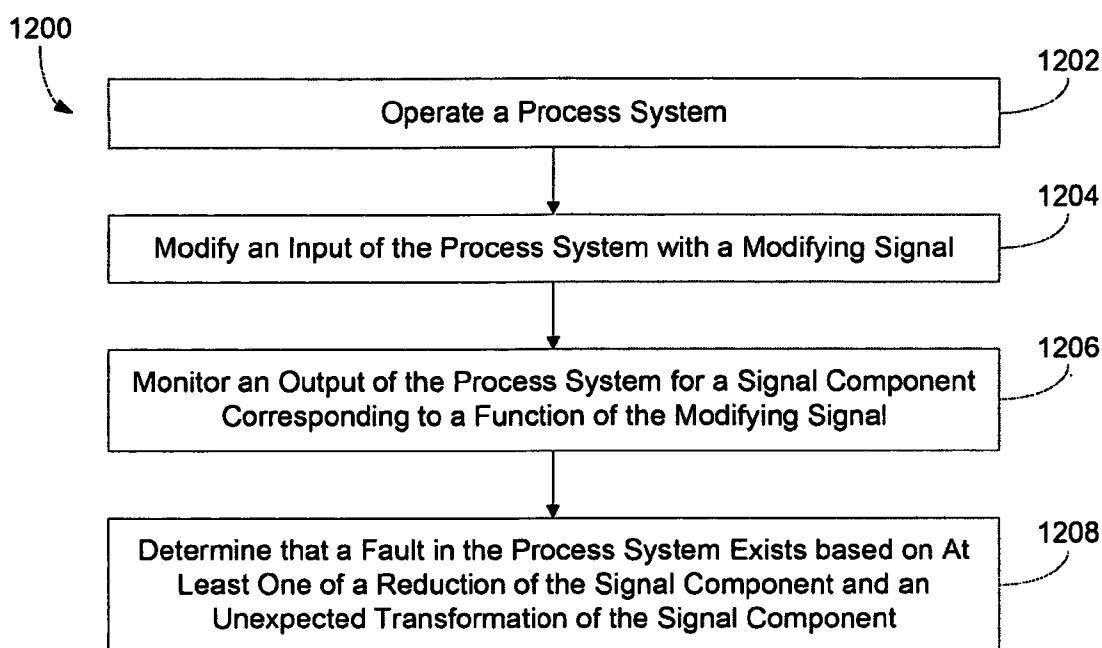 1200
1202
Operate a Process System
1204
Modify an Input of the Process System with a Modifying Signal
1206
Monitor an Output of the Process System for a Signal Component
Corresponding to a Function of the Modifying Signal
1208
Determine that a Fault in the Process System Exists based on At
Least One of a Reduction of the Signal Component and an
Unexpected Transformation of the Signal Component